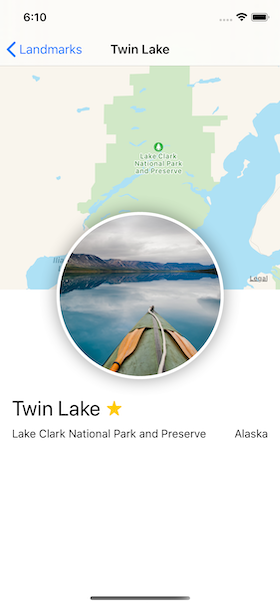 6:10
Landmarks
Twin Lake
Lake Clark
National Park
and Preserve
Legal
Twin Lake
Lake Clark National Park and Preserve
Alaska